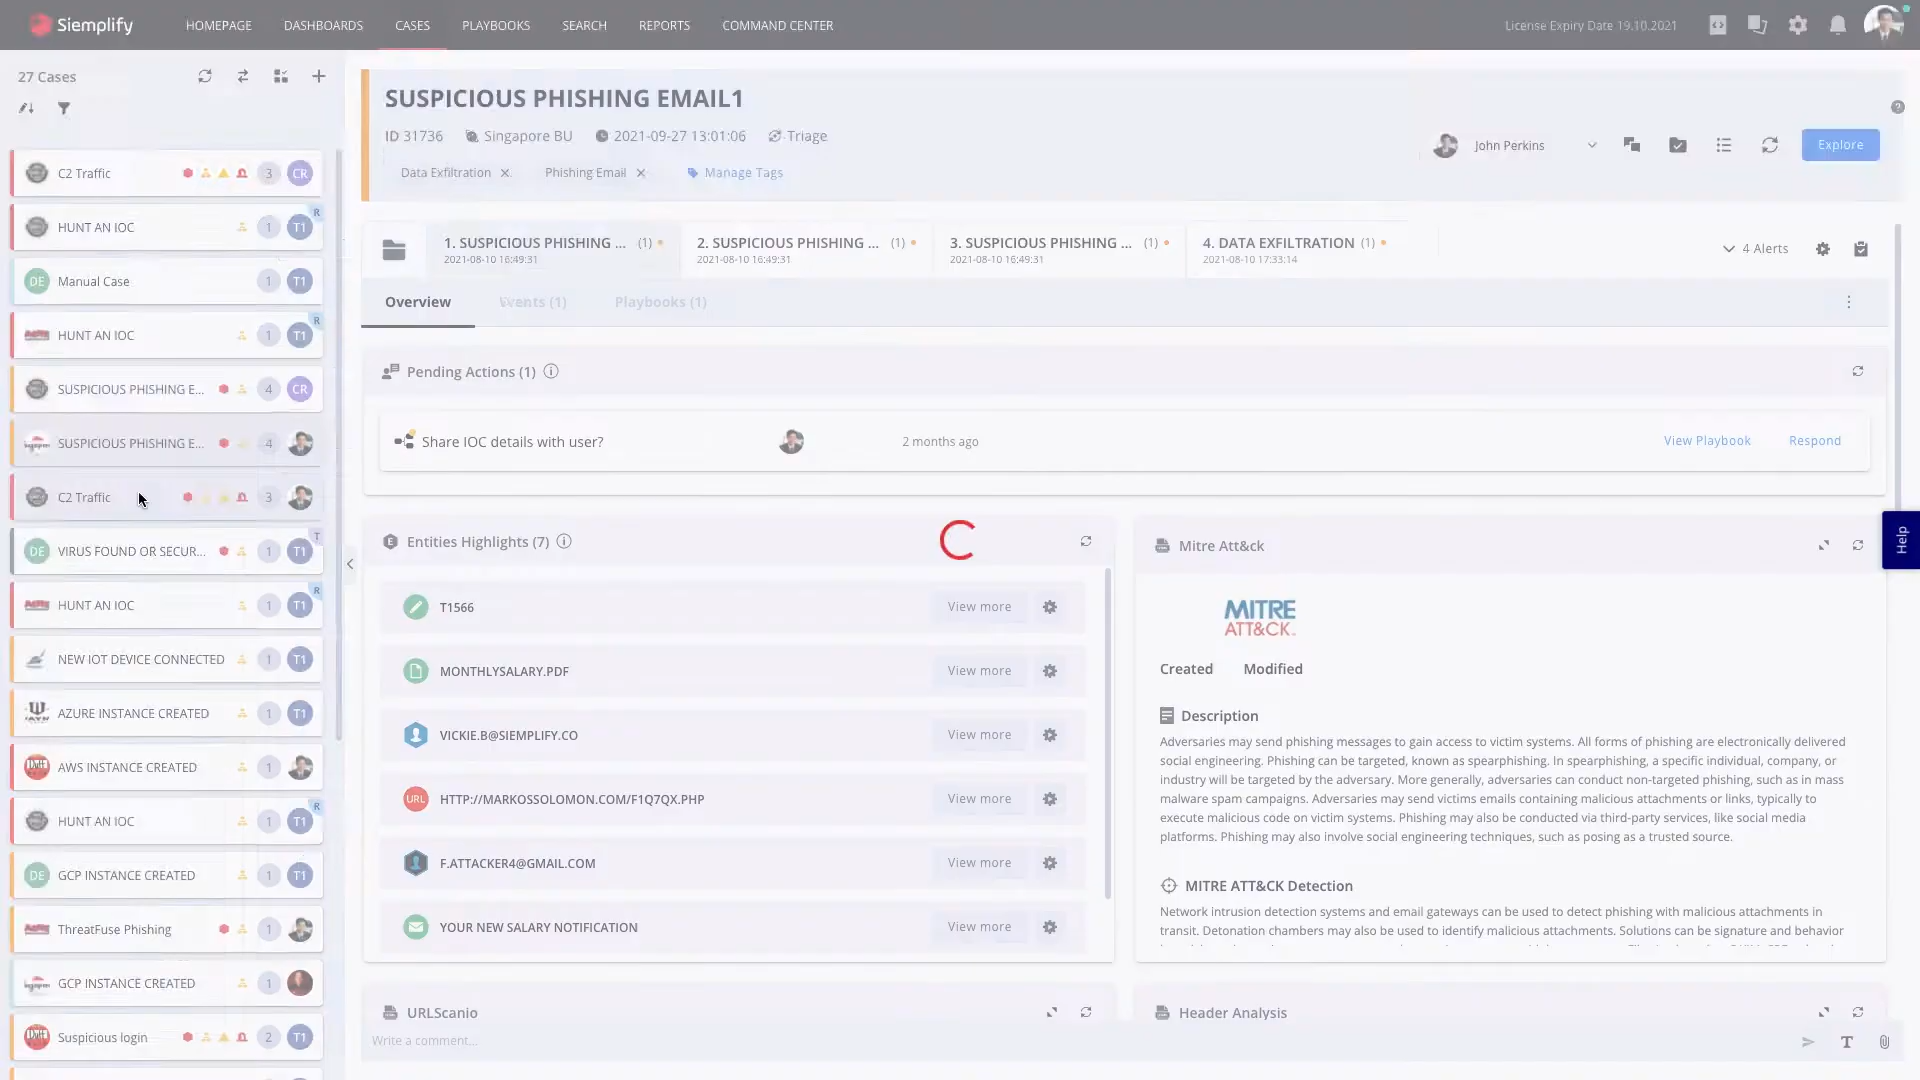 Siemplify
HOMEPAGE DASHBOARDS CASES PLAYBOOKS SEARCH REPORTS COMMAND CENTER License Expiry Date 19.10.2021
27 Cases
C2 Traffic 3 CR
HUNT AN IOC 1 T1 R
DE Manual Case 1 T1
HUNT AN IOC 1 T1 R
SUSPICIOUS PHISHING E... 4 CR
SUSPICIOUS PHISHING E... 4
C2 Traffic 3
DE VIRUS FOUND OR SECUR... 1 T1 T
HUNT AN IOC 1 T1 R
NEW IOT DEVICE CONNECTED 1 T1
AZURE INSTANCE CREATED 1 T1
AWS INSTANCE CREATED 1
HUNT AN IOC 1 T1 R
DE GCP INSTANCE CREATED 1 T1
ThreatFuse Phishing 1
GCP INSTANCE CREATED 1
Suspicious login 2 T1
SUSPICIOUS PHISHING EMAIL1
ID 31736 Singapore BU 2021-09-27 13:01:06 Triage
John Perkins Explore
Data Exfiltration Phishing Email Manage Tags
1. SUSPICIOUS PHISHING ... (1) 2. SUSPICIOUS PHISHING ... (1) 3. SUSPICIOUS PHISHING ... (1) 4. DATA EXFILTRATION (1) 4 Alerts
2021-08-10 16:49:31 2021-08-10 16:49:31 2021-08-10 16:49:31 2021-08-10 17:33:14
Overview Events (1) Playbooks (1)
Pending Actions (1)
Share IOC details with user? 2 months ago View Playbook Respond
Entities Highlights (7)
T1566 View more
MONTHLYSALARY.PDF View more
VICKIE.B@SIEMPLIFY.CO View more
URL HTTP://MARKOSSOLOMON.COM/F1Q7QX.PHP View more
F.ATTACKER4@GMAIL.COM View more
YOUR NEW SALARY NOTIFICATION View more
Mitre Att&ck
MITRE
ATT&CK
Created Modified
Description
Adversaries may send phishing messages to gain access to victim systems. All forms of phishing are electronically delivered
social engineering. Phishing can be targeted, known as spearphishing. In spearphishing, a specific individual, company, or
industry will be targeted by the adversary. More generally, adversaries can conduct non-targeted phishing, such as in mass
malware spam campaigns. Adversaries may send victims emails containing malicious attachments or links, typically to
execute malicious code on victim systems. Phishing may also be conducted via third-party services, like social media
platforms. Phishing may also involve social engineering techniques, such as posing as a trusted source.
MITRE ATT&CK Detection
Network intrusion detection systems and email gateways can be used to detect phishing with malicious attachments in
transit. Detonation chambers may also be used to identify malicious attachments. Solutions can be signature and behavior
Help
URLScanio
Header Analysis
Write a comment...